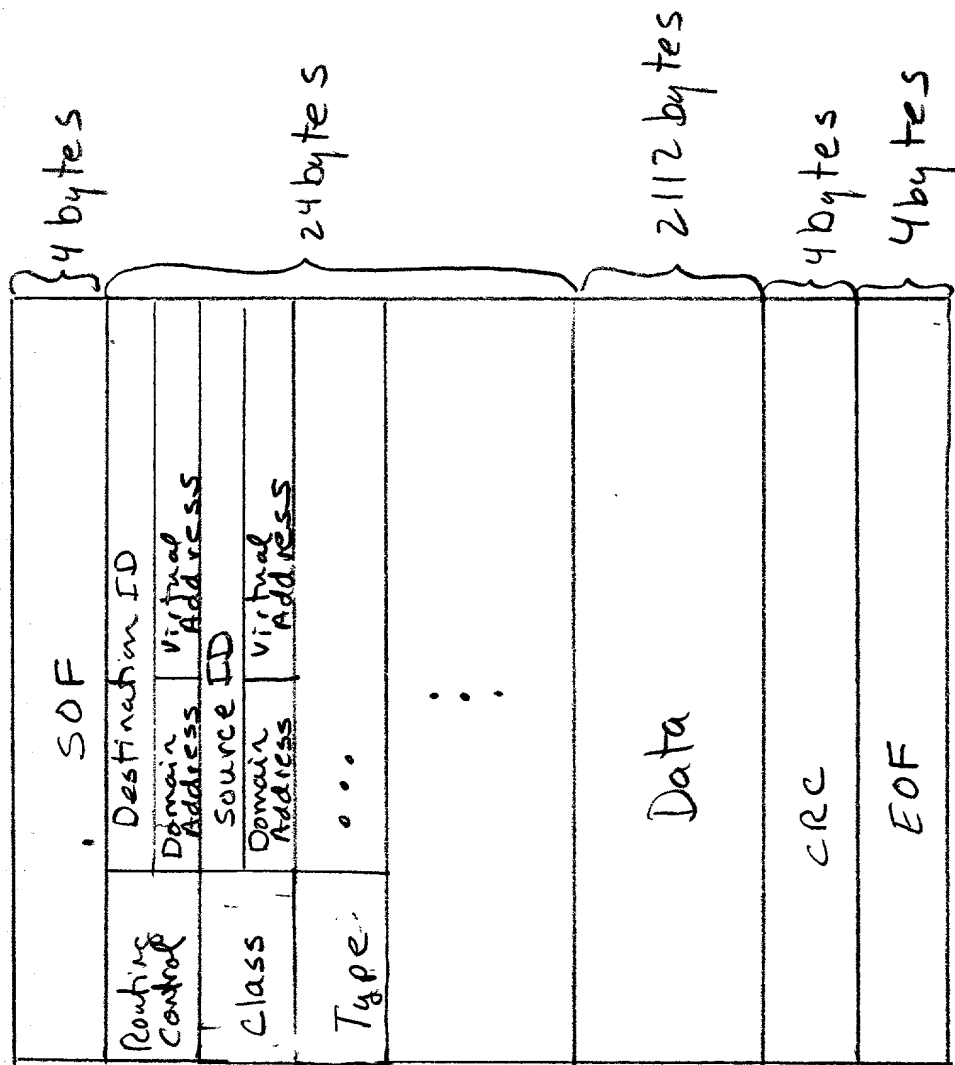 SOF
4 bytes
Routing
Control
Destination ID
Domain
Address
Virtual
Address
Class
Source ID
Domain
Address
Virtual
Address
Type
...
...
24 bytes
Data
2112 bytes
CRC
4 bytes
EOF
4 bytes